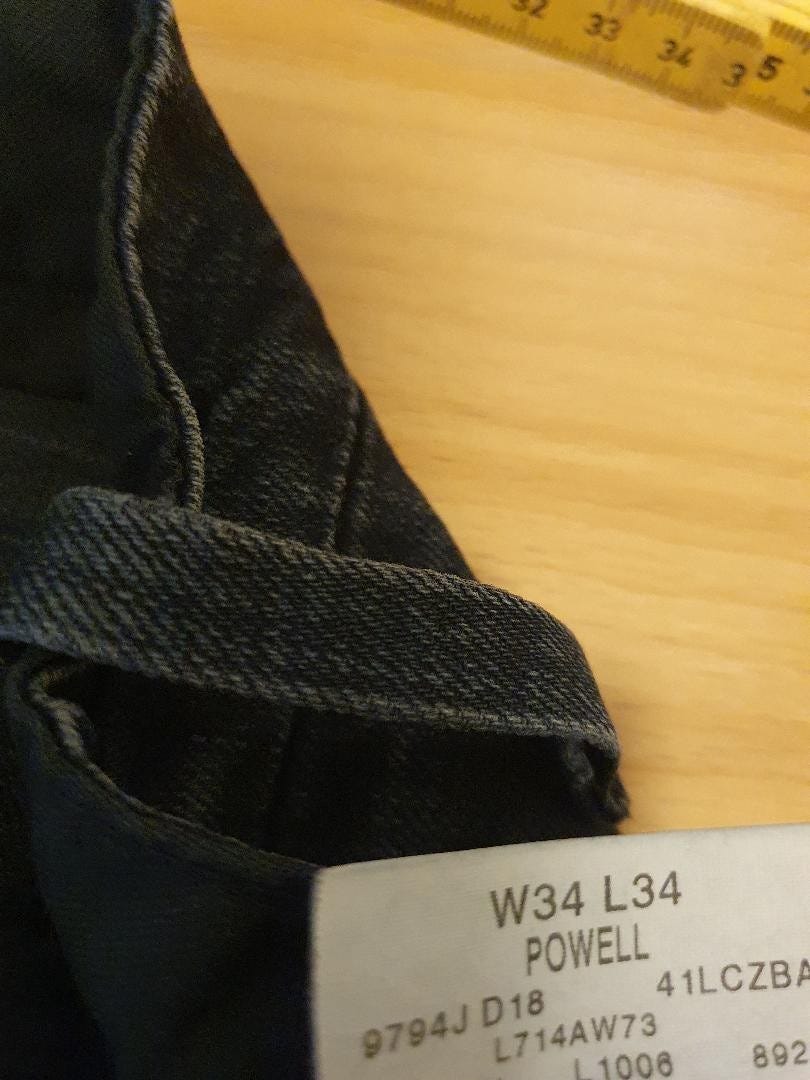 32 33 34 35
W34 L34
POWELL
41LCZBA
9794J D18
L714AW73
L1006
892